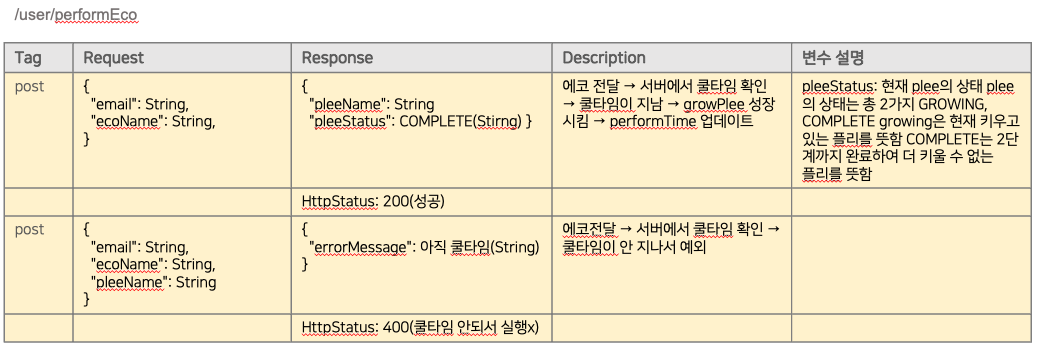 /user/performEco
Tag Request Response Description 변수 설명
post
{
"email": String,
"ecoName": String,
}
{
"pleeName": String
"pleeStatus": COMPLETE(Stirng) }
에코 전달 → 서버에서 쿨타임 확인
→ 쿨타임이 지남 → growPlee 성장
시킴 → performTime 업데이트
pleeStatus: 현재 plee의 상태 plee
의 상태는 총 2가지 GROWING,
COMPLETE growing은 현재 키우고
있는 플리를 뜻함 COMPLETE는 2단
계까지 완료하여 더 키울 수 없는
플리를 뜻함
HttpStatus: 200(성공)
post
{
"email": String,
"ecoName": String,
"pleeName": String
}
{
"errorMessage": 아직 쿨타임(String)
}
에코전달 → 서버에서 쿨타임 확인 →
쿨타임이 안 지나서 예외
HttpStatus: 400(쿨타임 안되서 실행x)